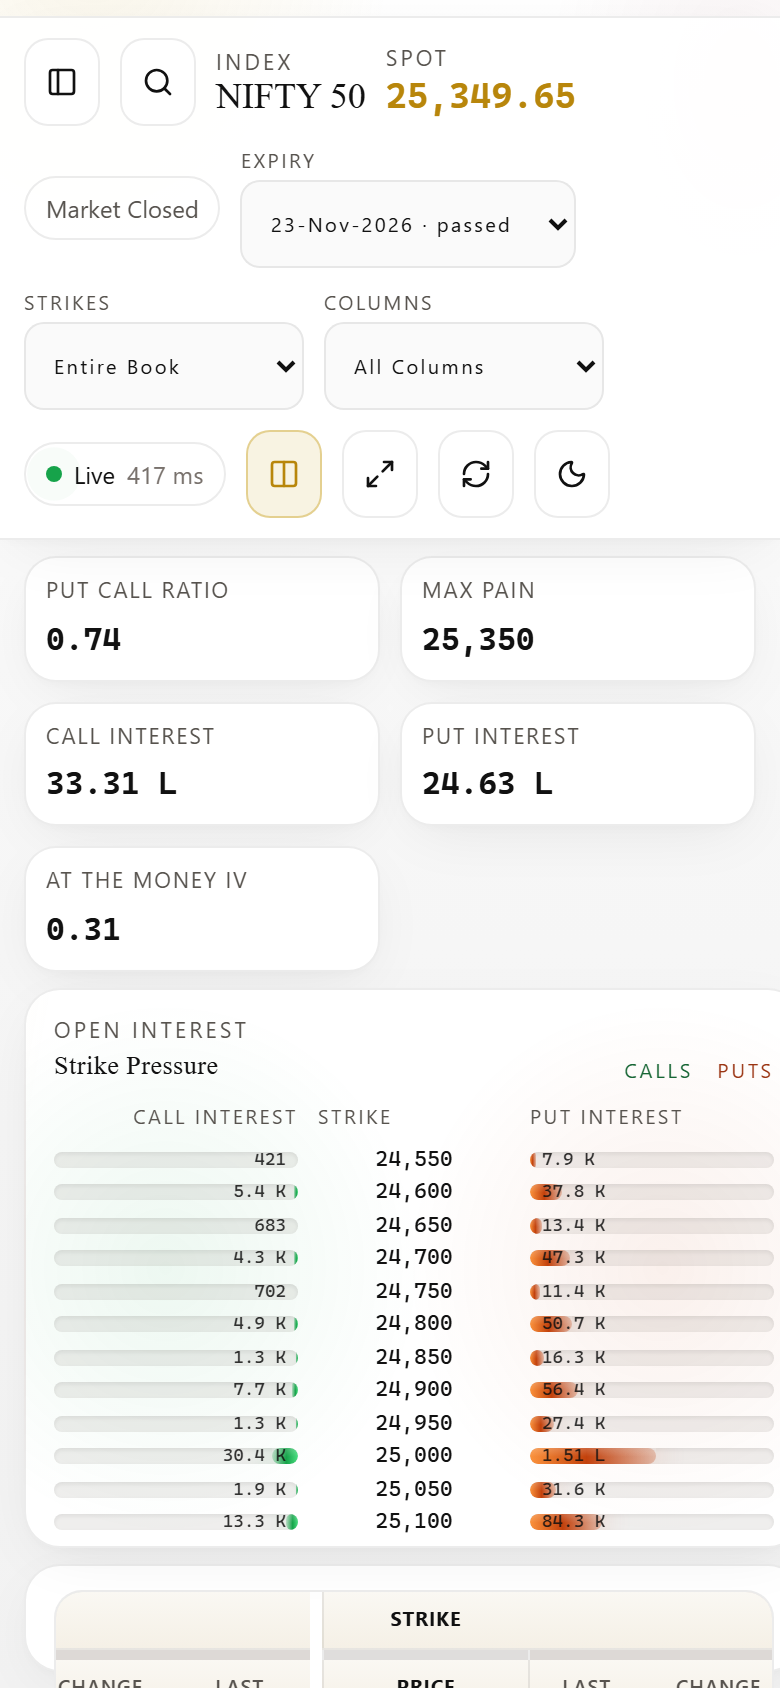 INDEX
NIFTY 50
SPOT
25,349.65
Market Closed
EXPIRY
23-Nov-2026 · passed
STRIKES
Entire Book
COLUMNS
All Columns
Live 417 ms
PUT CALL RATIO
0.74
MAX PAIN
25,350
CALL INTEREST
33.31 L
PUT INTEREST
24.63 L
AT THE MONEY IV
0.31
OPEN INTEREST
Strike Pressure
CALLS PUTS
CALL INTEREST STRIKE PUT INTEREST
421 24,550 7.9 K
5.4 K 24,600 37.8 K
683 24,650 13.4 K
4.3 K 24,700 47.3 K
702 24,750 11.4 K
4.9 K 24,800 50.7 K
1.3 K 24,850 16.3 K
7.7 K 24,900 56.4 K
1.3 K 24,950 27.4 K
30.4 K 25,000 1.51 L
1.9 K 25,050 31.6 K
13.3 K 25,100 84.3 K
STRIKE
CHANGE LAST PRICE LAST CHANGE